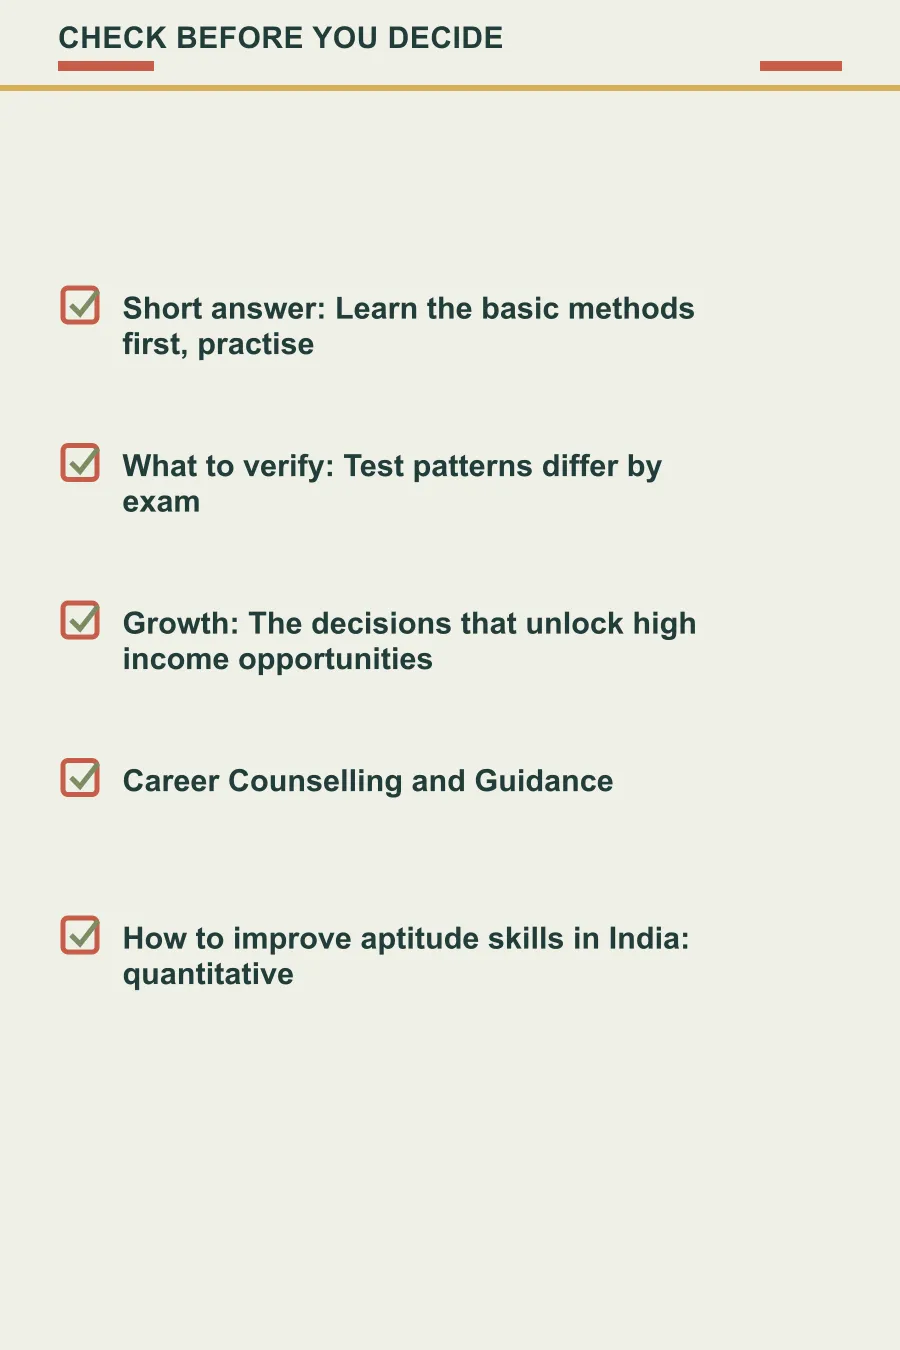 CHECK BEFORE YOU DECIDE
Short answer: Learn the basic methods
first, practise
What to verify: Test patterns differ by
exam
Growth: The decisions that unlock high
income opportunities
Career Counselling and Guidance
How to improve aptitude skills in India:
quantitative